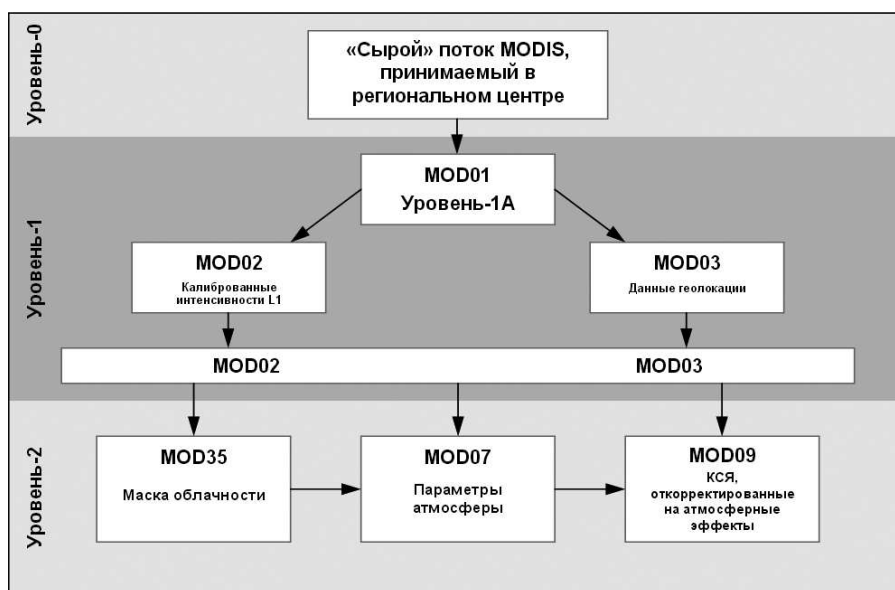 Уровень-0
«Сырой» поток MODIS,
принимаемый в
региональном центре
Уровень-1
MOD01
Уровень-1А
MOD02
Калиброванные
интенсивности L1
MOD03
Данные геолокации
MOD02
MOD03
Уровень-2
MOD35
Маска облачности
MOD07
Параметры
атмосферы
MOD09
КСЯ,
откорректированные
на атмосферные
эффекты